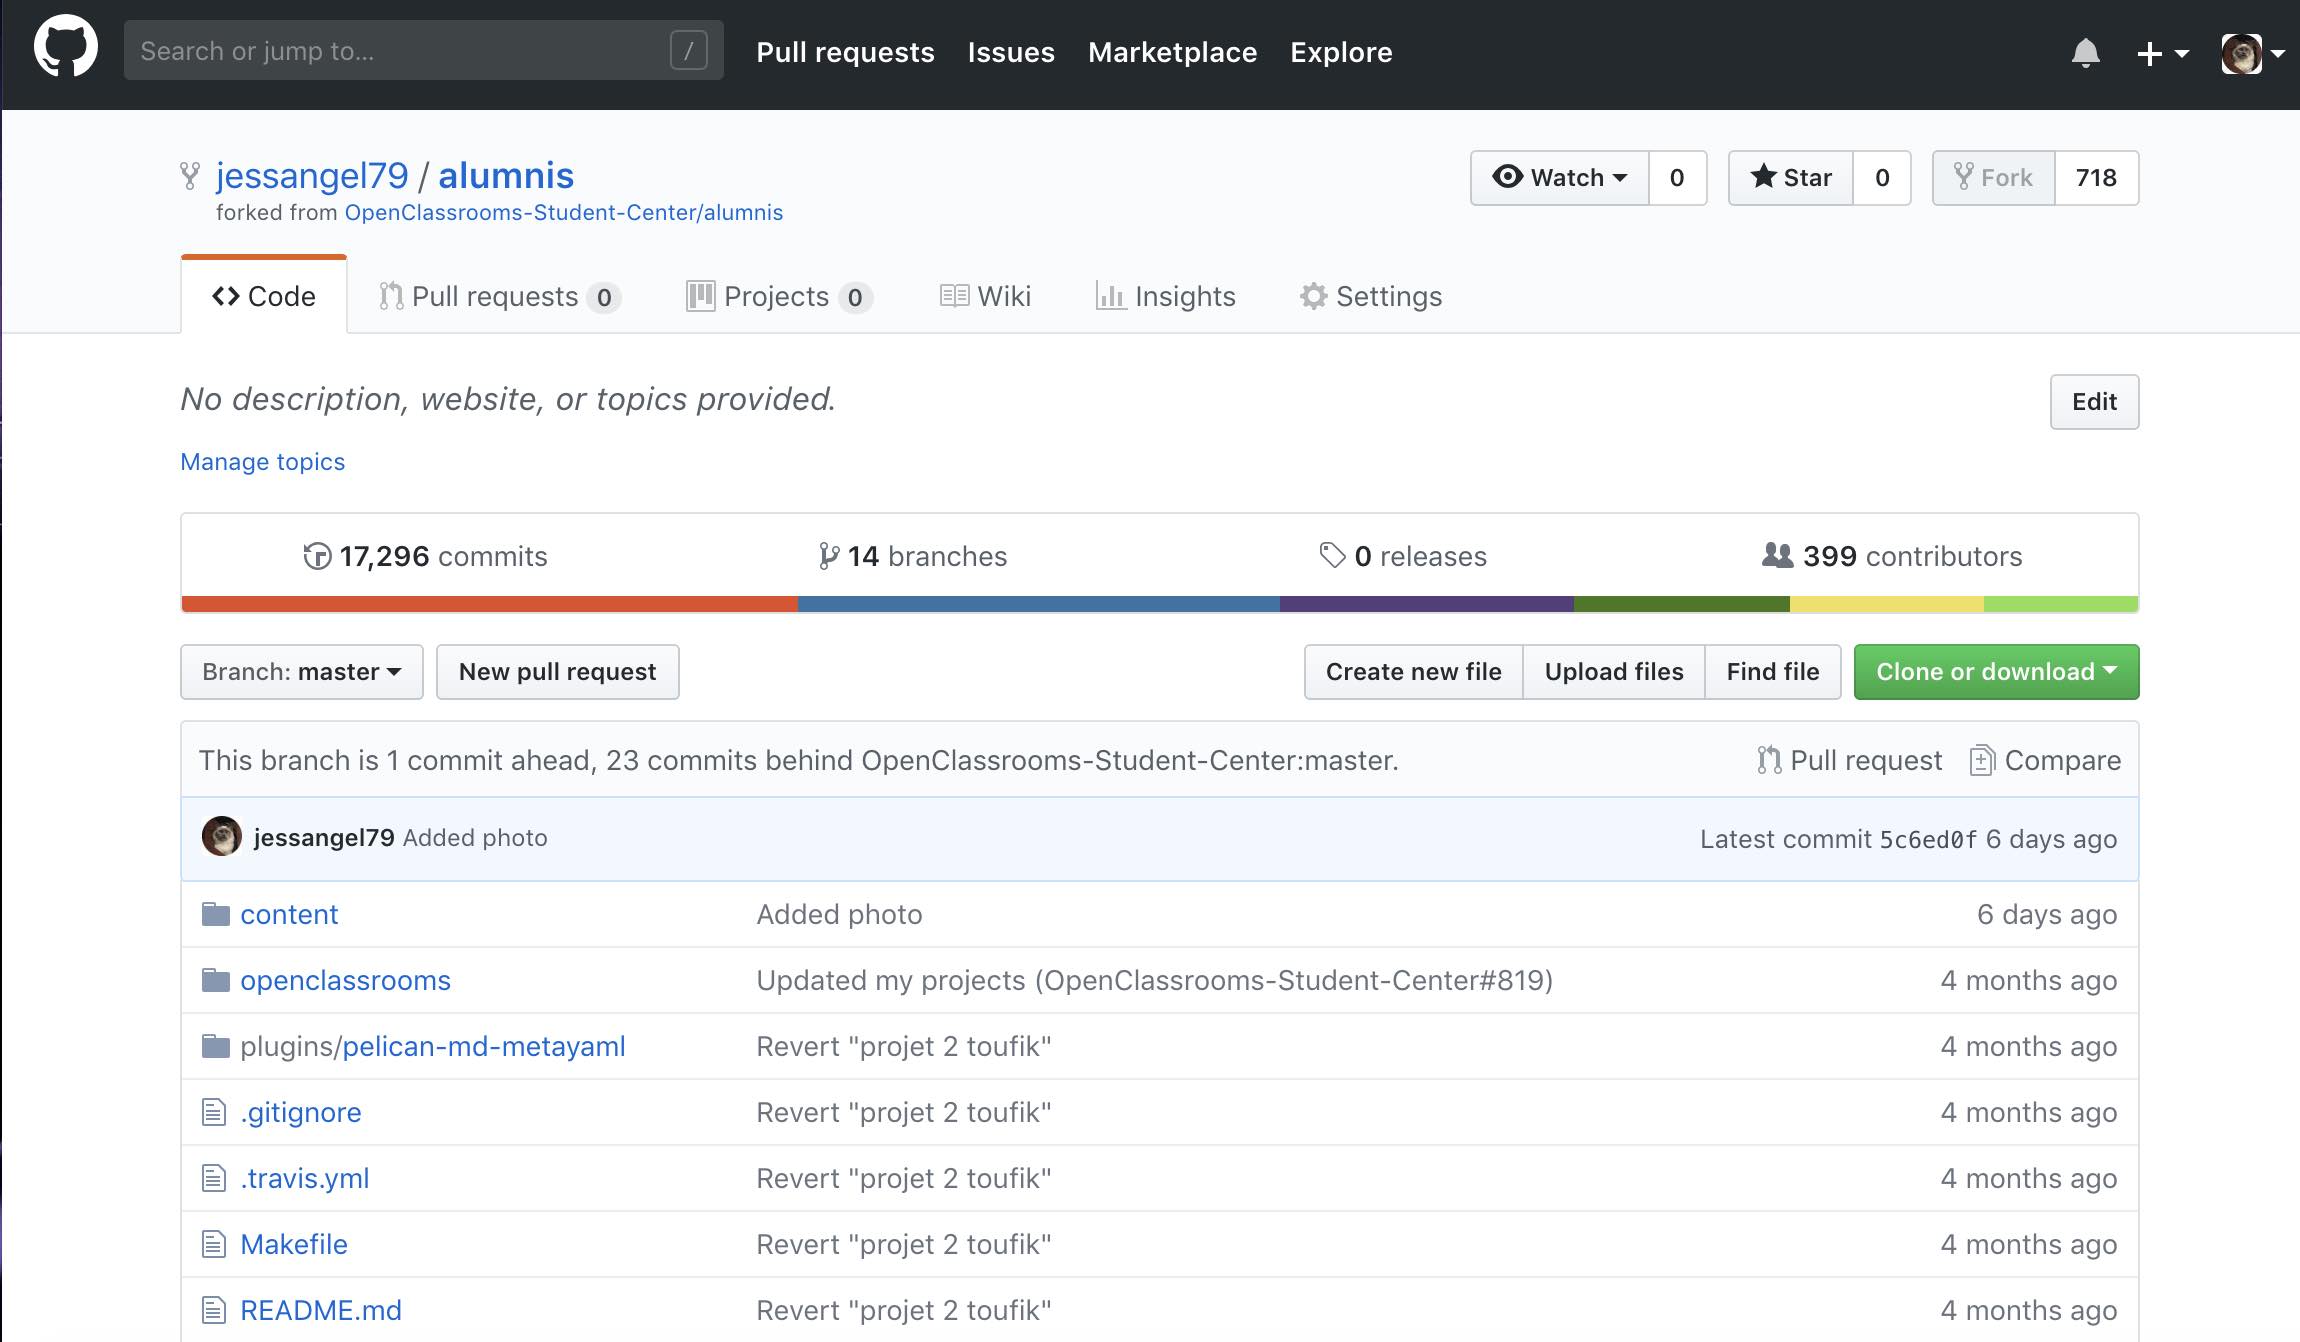 Search or jump to... /
Pull requests Issues Marketplace Explore
jessangel79 / alumnis
forked from OpenClassrooms-Student-Center/alumnis
Watch 0 Star 0 Fork 718
Code Pull requests 0 Projects 0 Wiki Insights Settings
No description, website, or topics provided.
Edit
Manage topics
17,296 commits 14 branches 0 releases 399 contributors
Branch: master New pull request Create new file Upload files Find file Clone or download
This branch is 1 commit ahead, 23 commits behind OpenClassrooms-Student-Center:master. Pull request Compare
jessangel79 Added photo Latest commit 5c6ed0f 6 days ago
content Added photo 6 days ago
openclassrooms Updated my projects (OpenClassrooms-Student-Center#819) 4 months ago
plugins/pelican-md-metayaml Revert "projet 2 toufik" 4 months ago
.gitignore Revert "projet 2 toufik" 4 months ago
.travis.yml Revert "projet 2 toufik" 4 months ago
Makefile Revert "projet 2 toufik" 4 months ago
README.md Revert "projet 2 toufik" 4 months ago